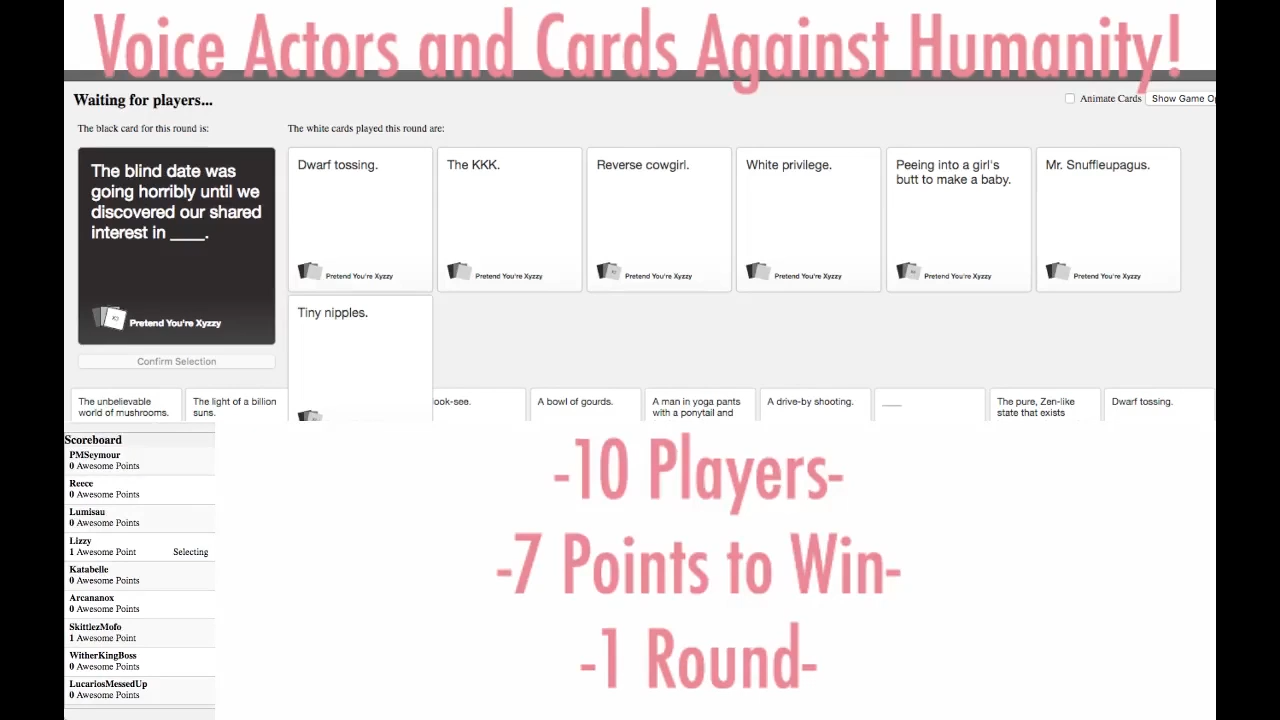 Voice Actors and Cards Against Humanity!
Waiting for players...
Animate Cards
Show Game Op
The black card for this round is:
The white cards played this round are:
The blind date was
going horribly until we
discovered our shared
interest in ____.
Pretend You're Xyzzy
Confirm Selection
Dwarf tossing.
Pretend You're Xyzzy
The KKK.
Pretend You're Xyzzy
Reverse cowgirl.
Pretend You're Xyzzy
White privilege.
Pretend You're Xyzzy
Peeing into a girl's
butt to make a baby.
Pretend You're Xyzzy
Mr. Snuffleupagus.
Pretend You're Xyzzy
Tiny nipples.
The unbelievable
world of mushrooms.
The light of a billion
suns.
look-see.
A bowl of gourds.
A man in yoga pants
with a ponytail and
A drive-by shooting.
____
The pure, Zen-like
state that exists
Dwarf tossing.
Scoreboard
PMSeymour
0 Awesome Points
Reece
0 Awesome Points
Lumisau
0 Awesome Points
Lizzy
1 Awesome Point Selecting
Katabelle
0 Awesome Points
Arcananox
0 Awesome Points
SkittlezMofo
1 Awesome Point
WitherKingBoss
0 Awesome Points
LucariosMessedUp
0 Awesome Points
-10 Players-
-7 Points to Win-
-1 Round-